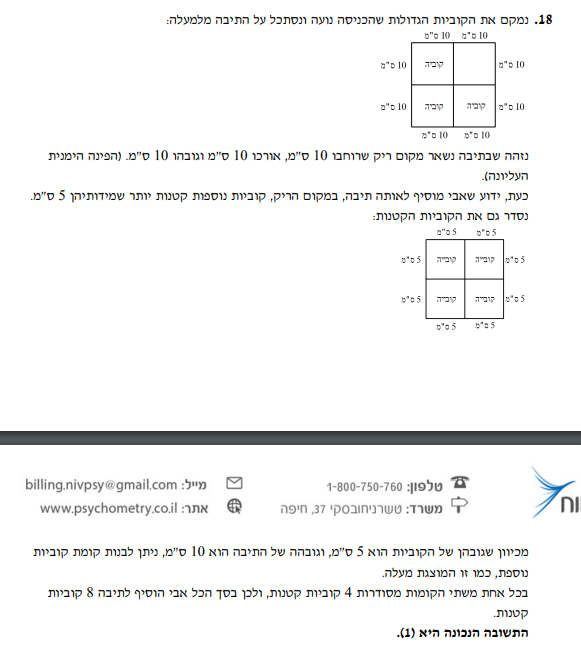 18. נמקם את הקוביות הגדולות שהכניסה נועה ונסתכל על התיבה מלמעלה:
10 ס"מ 10 ס"מ
10 ס"מ קוביה 10 ס"מ
10 ס"מ קוביה קוביה 10 ס"מ
10 ס"מ 10 ס"מ
נזהה שבתיבה נשאר מקום ריק שרוחבו 10 ס"מ, אורכו 10 ס"מ וגובהו 10 ס"מ. (הפינה הימנית
העליונה).
כעת, ידוע שאבי מוסיף לאותה תיבה, במקום הריק, קוביות נוספות קטנות יותר שמידותיהן 5 ס"מ.
נסדר גם את הקוביות הקטנות:
5 ס"מ 5 ס"מ
5 ס"מ קובייה קובייה 5 ס"מ
5 ס"מ קובייה קובייה 5 ס"מ
5 ס"מ 5 ס"מ
טלפון: 1-800-750-760 מייל: billing.nivpsy@gmail.com
משרד: טשרניחובסקי 37, חיפה אתר: www.psychometry.co.il
מכיוון שגובהן של הקוביות הוא 5 ס"מ, וגובהה של התיבה הוא 10 ס"מ, ניתן לבנות קומת קוביות
נוספת, כמו זו המוצגת מעלה.
בכל אחת משתי הקומות מסודרות 4 קוביות קטנות, ולכן בסך הכל אבי הוסיף לתיבה 8 קוביות
קטנות.
התשובה הנכונה היא (1).